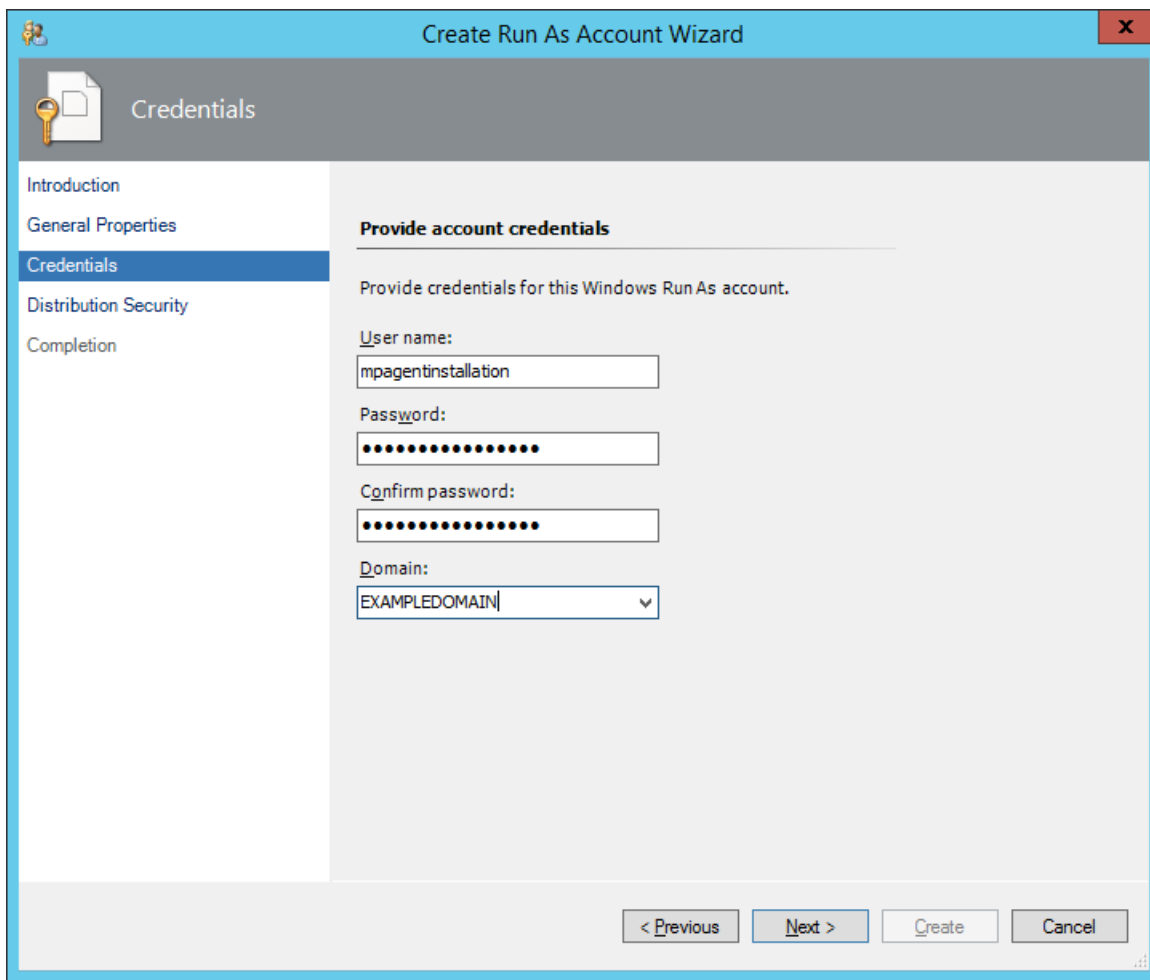 Create Run As Account Wizard
x
Credentials
Introduction
General Properties
Credentials
Distribution Security
Completion
Provide account credentials
Provide credentials for this Windows Run As account.
User name:
mpagentinstallation
Password:
••••••••••••••••
Confirm password:
••••••••••••••••
Domain:
EXAMPLEDOMAIN
< Previous Next > Create Cancel